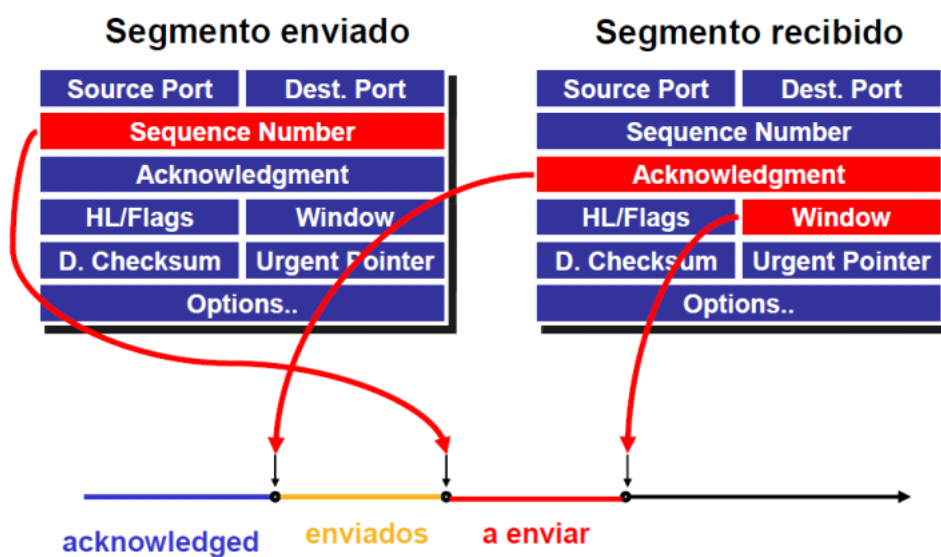 Segmento enviado
Source Port Dest. Port
Sequence Number
Acknowledgment
HL/Flags Window
D. Checksum Urgent Pointer
Options..
Segmento recibido
Source Port Dest. Port
Sequence Number
Acknowledgment
HL/Flags Window
D. Checksum Urgent Pointer
Options..
acknowledged enviados a enviar